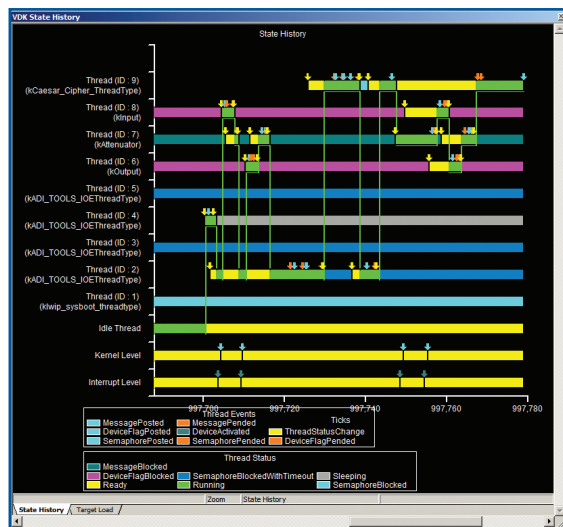 VDK State History
State History
Thread (ID : 9)
(kCaesar_Cipher_ThreadType)
Thread (ID : 8)
(kInput)
Thread (ID : 7)
(kAttenuator)
Thread (ID : 6)
(kOutput)
Thread (ID : 5)
(kADI_TOOLS_IOEThreadType)
Thread (ID : 4)
(kADI_TOOLS_IOEThreadType)
Thread (ID : 3)
(kADI_TOOLS_IOEThreadType)
Thread (ID : 2)
(kADI_TOOLS_IOEThreadType)
Thread (ID : 1)
(klwip_sysboot_threadtype)
Idle Thread
Kernel Level
Interrupt Level
997,700 997,720 997,740 997,760 997,780
Thread Events Ticks
MessagePosted MessagePended
DeviceFlagPosted DeviceActivated ThreadStatusChange
SemaphorePosted SemaphorePended DeviceFlagPended
Thread Status
MessageBlocked
DeviceFlagBlocked SemaphoreBlockedWithTimeout Sleeping
Ready Running SemaphoreBlocked
Zoom State History
State History Target Load